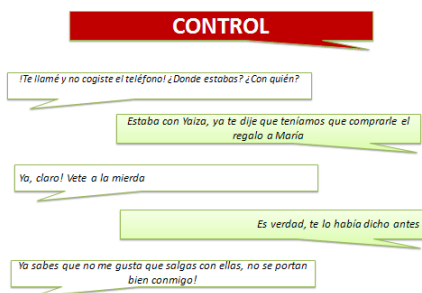 CONTROL
!Te llamé y no cogiste el teléfono! ¿Donde estabas? ¿Con quién?
Estaba con Yaiza, ya te dije que teníamos que comprarle el
regalo a María
Ya, claro! Vete a la mierda
Es verdad, te lo había dicho antes
Ya sabes que no me gusta que salgas con ellas, no se portan
bien conmigo!